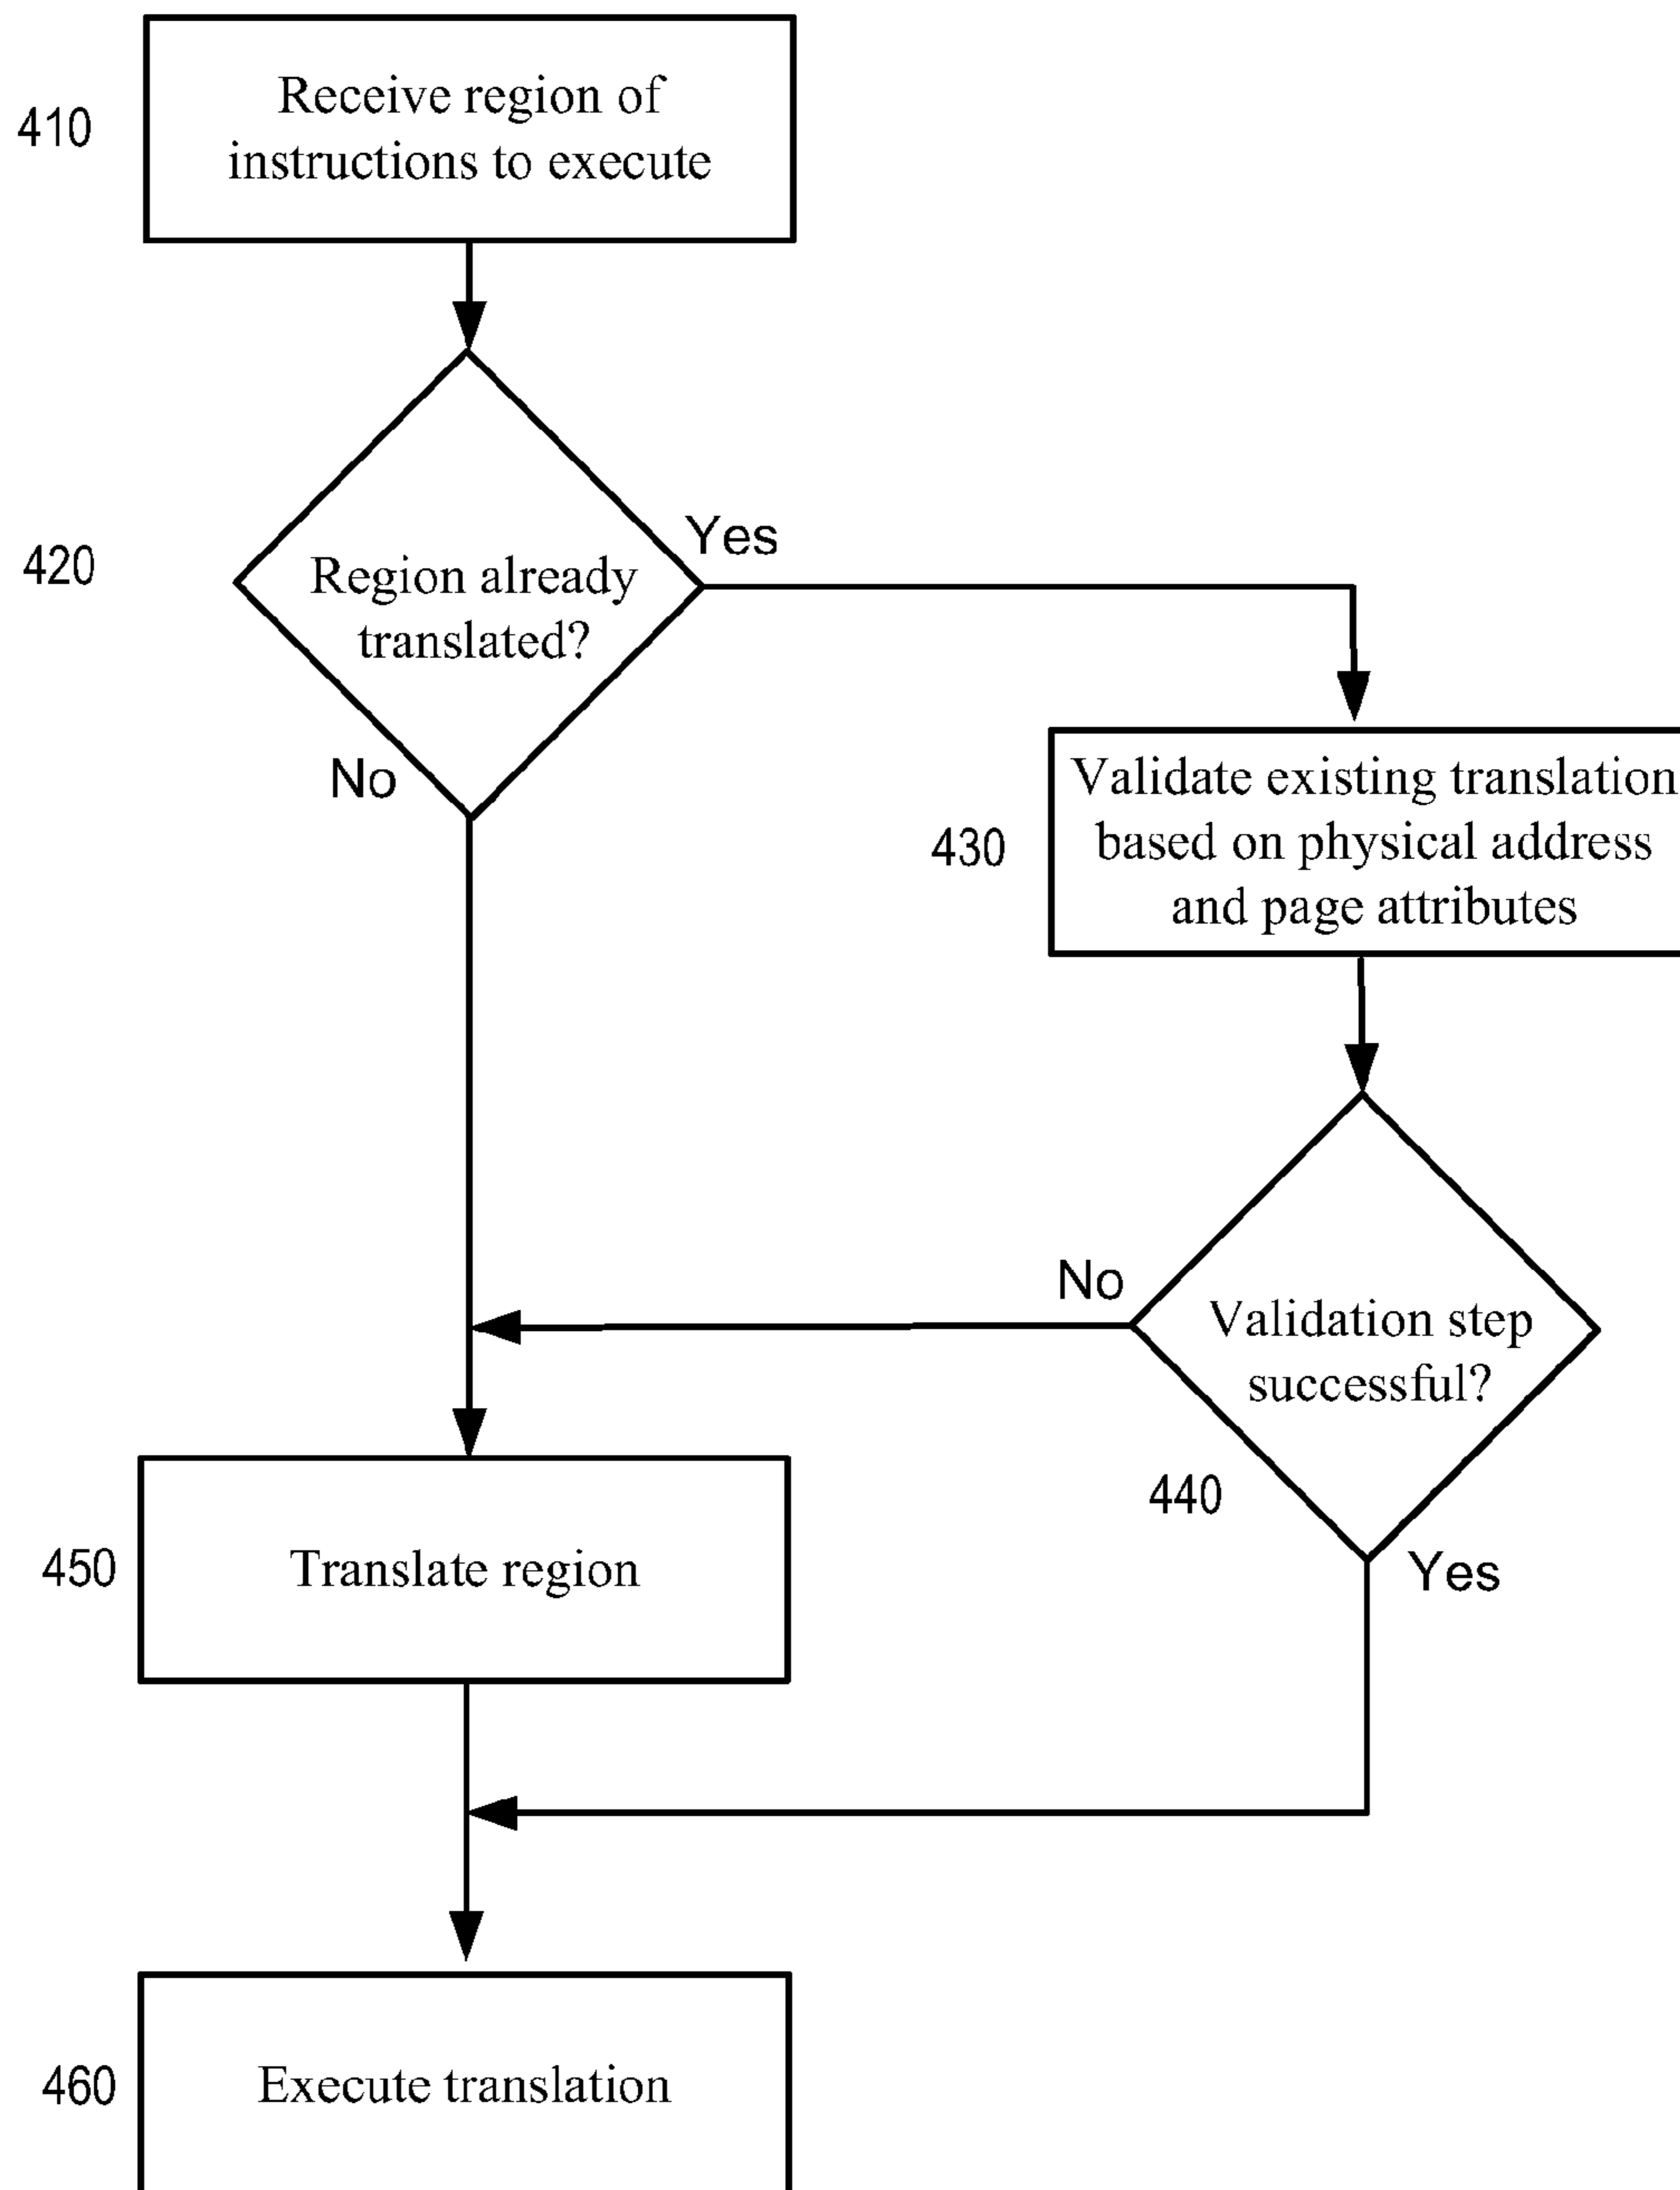 410
Receive region of
instructions to execute
420
Region already
translated?
Yes
No
430
Validate existing translation
based on physical address
and page attributes
No
Validation step
successful?
440
Yes
450
Translate region
460
Execute translation